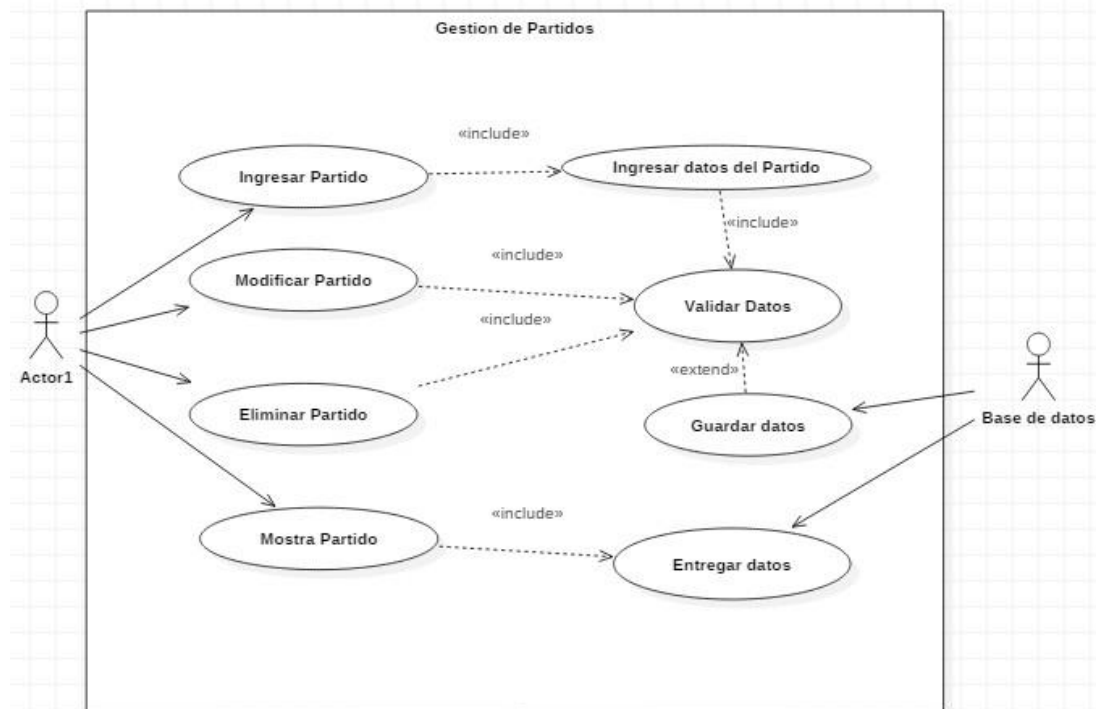 Gestion de Partidos
«include»
Ingresar Partido
Ingresar datos del Partido
«include»
«include»
Modificar Partido
Validar Datos
«include»
«extend»
Actor1
Eliminar Partido
Guardar datos
Base de datos
«include»
Mostra Partido
Entregar datos